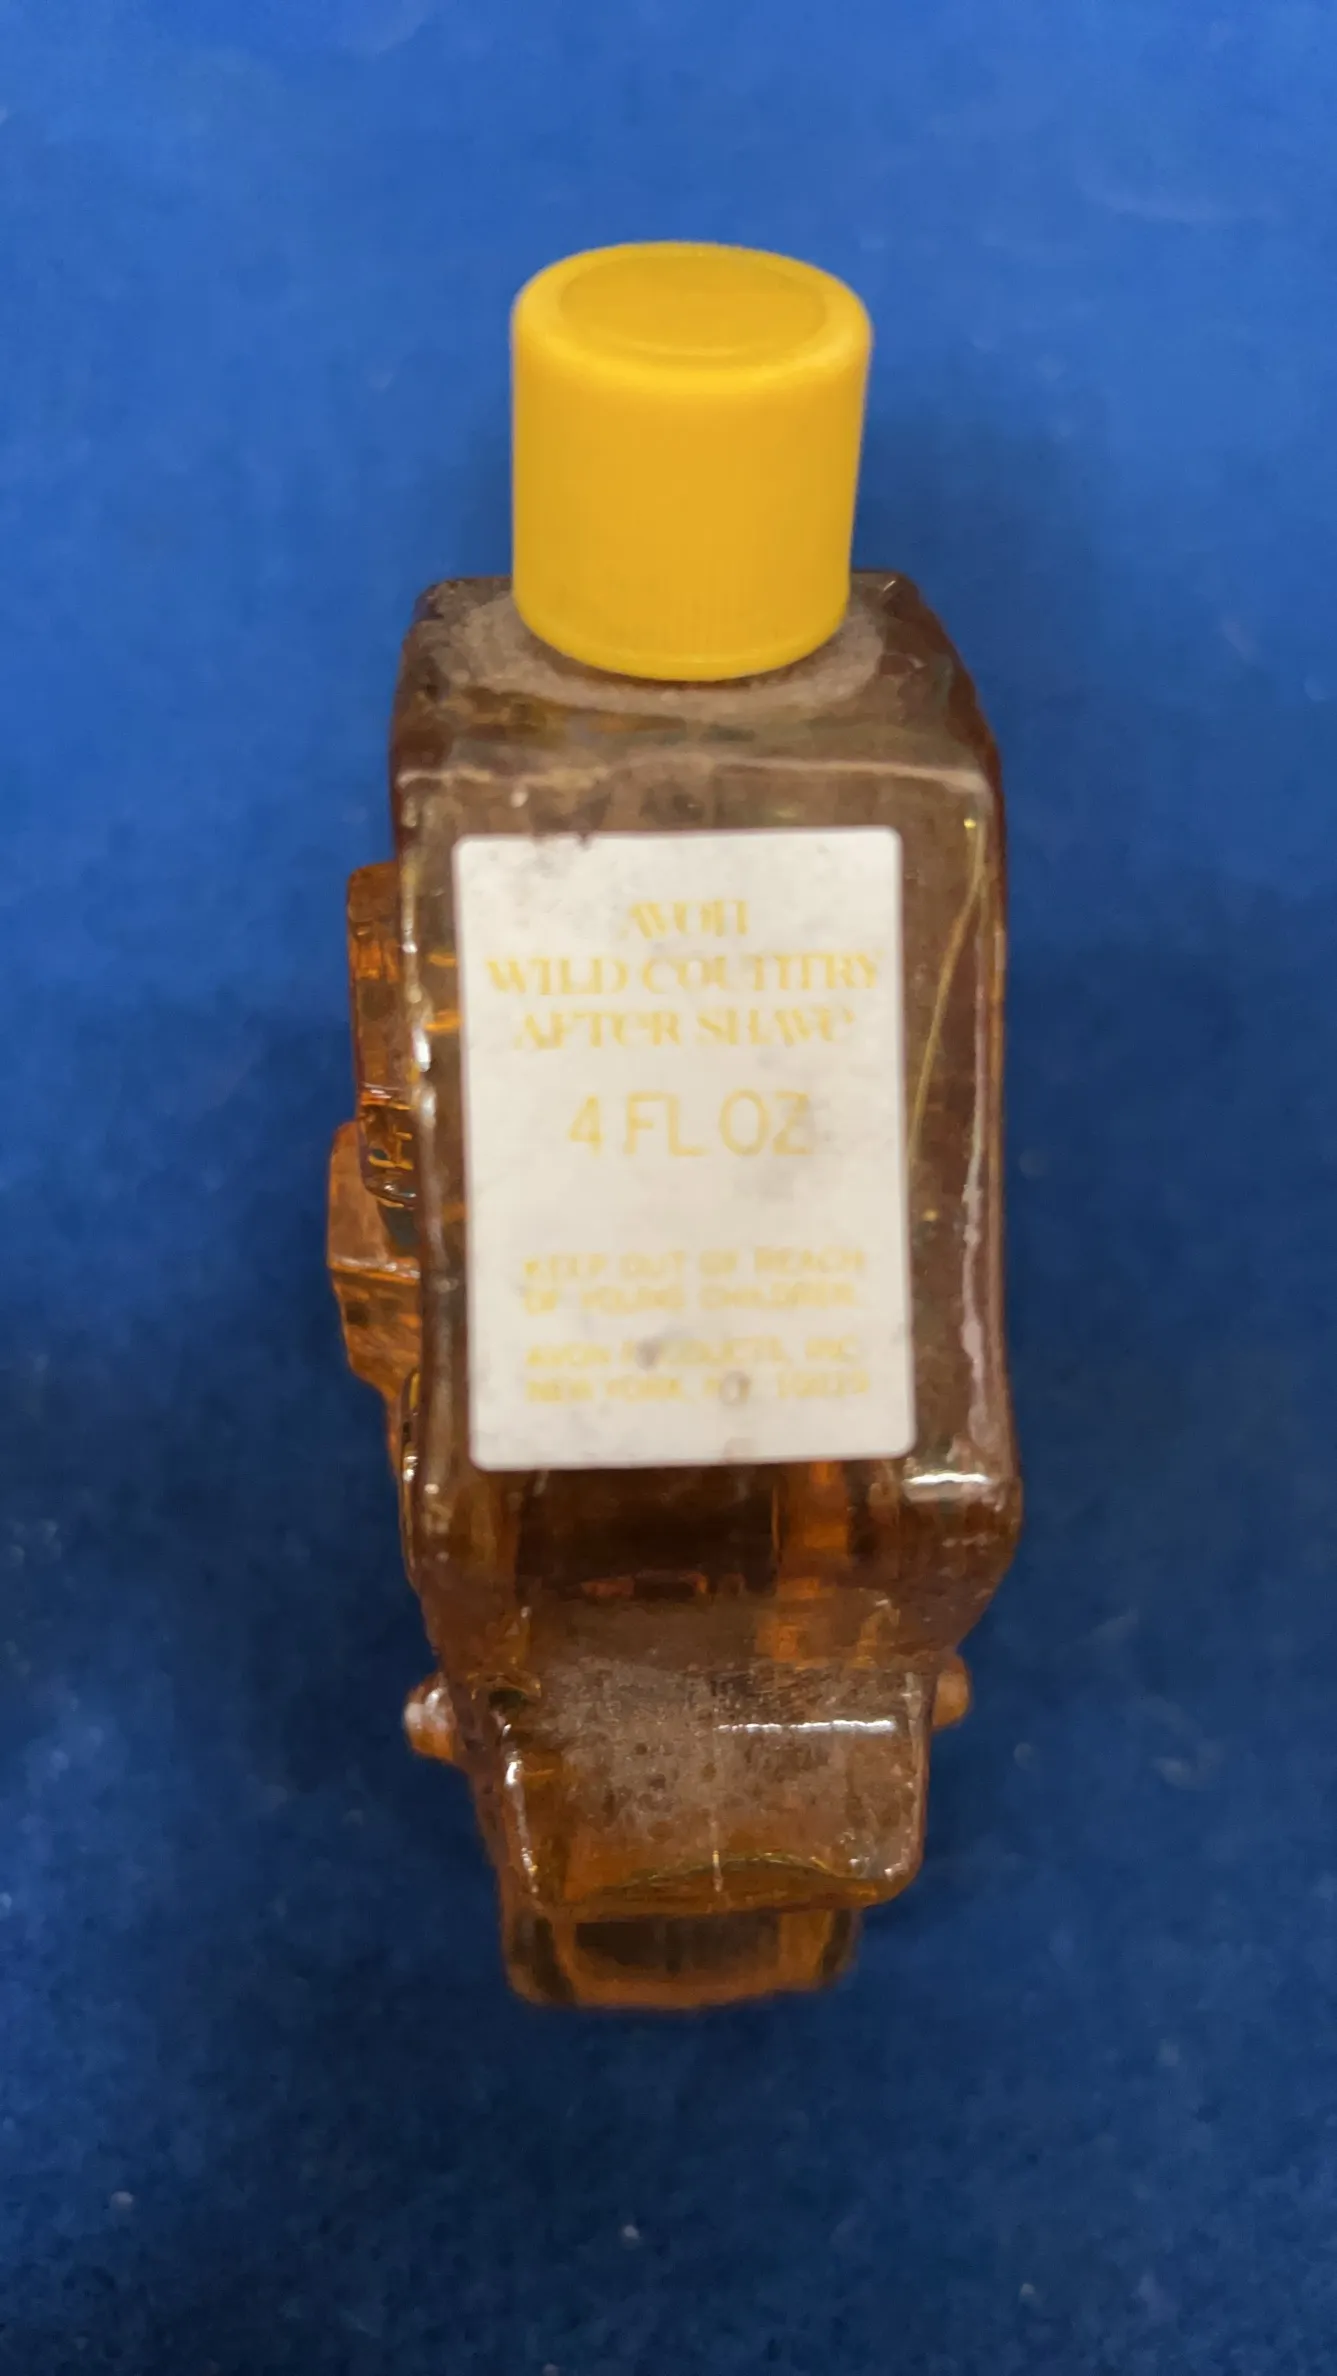 AVON
WILD COUNTRY
AFTER SHAVE
4 FL OZ
KEEP OUT OF REACH
OF YOUNG CHILDREN.
AVON PRODUCTS, INC.
NEW YORK, N.Y. 10019